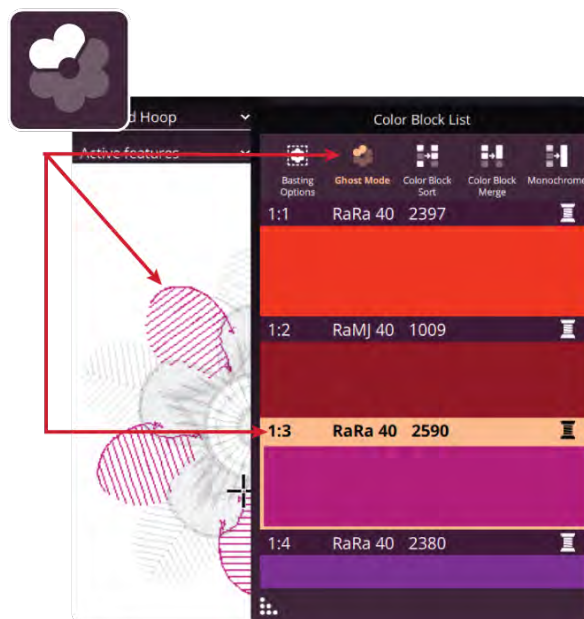 d Hoop
Color Block List
Active features
Basting Options
Ghost Mode
Color Block Sort
Color Block Merge
Monochrome
1:1 RaRa 40 2397
1:2 RaMJ 40 1009
1:3 RaRa 40 2590
1:4 RaRa 40 2380